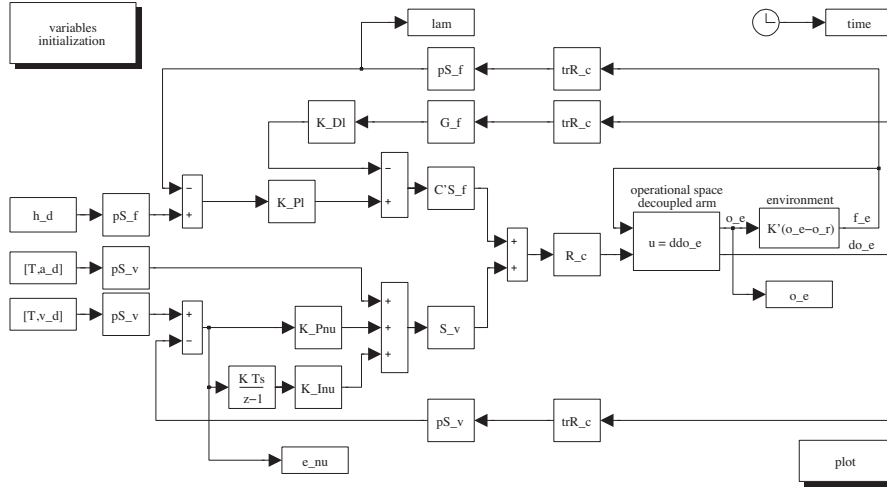 variables
initialization
lam
time
pS_f
trR_c
K_Dl
G_f
trR_c
−
+
−
+
h_d
pS_f
K_Pl
C'S_f
operational space
decoupled arm
u = ddo_e
o_e
environment
K'(o_e−o_r)
f_e
do_e
+
+
R_c
[T,a_d]
pS_v
o_e
[T,v_d]
pS_v
+
−
K_Pnu
+
+
+
S_v
K Ts
z−1
K_Inu
pS_v
trR_c
e_nu
plot